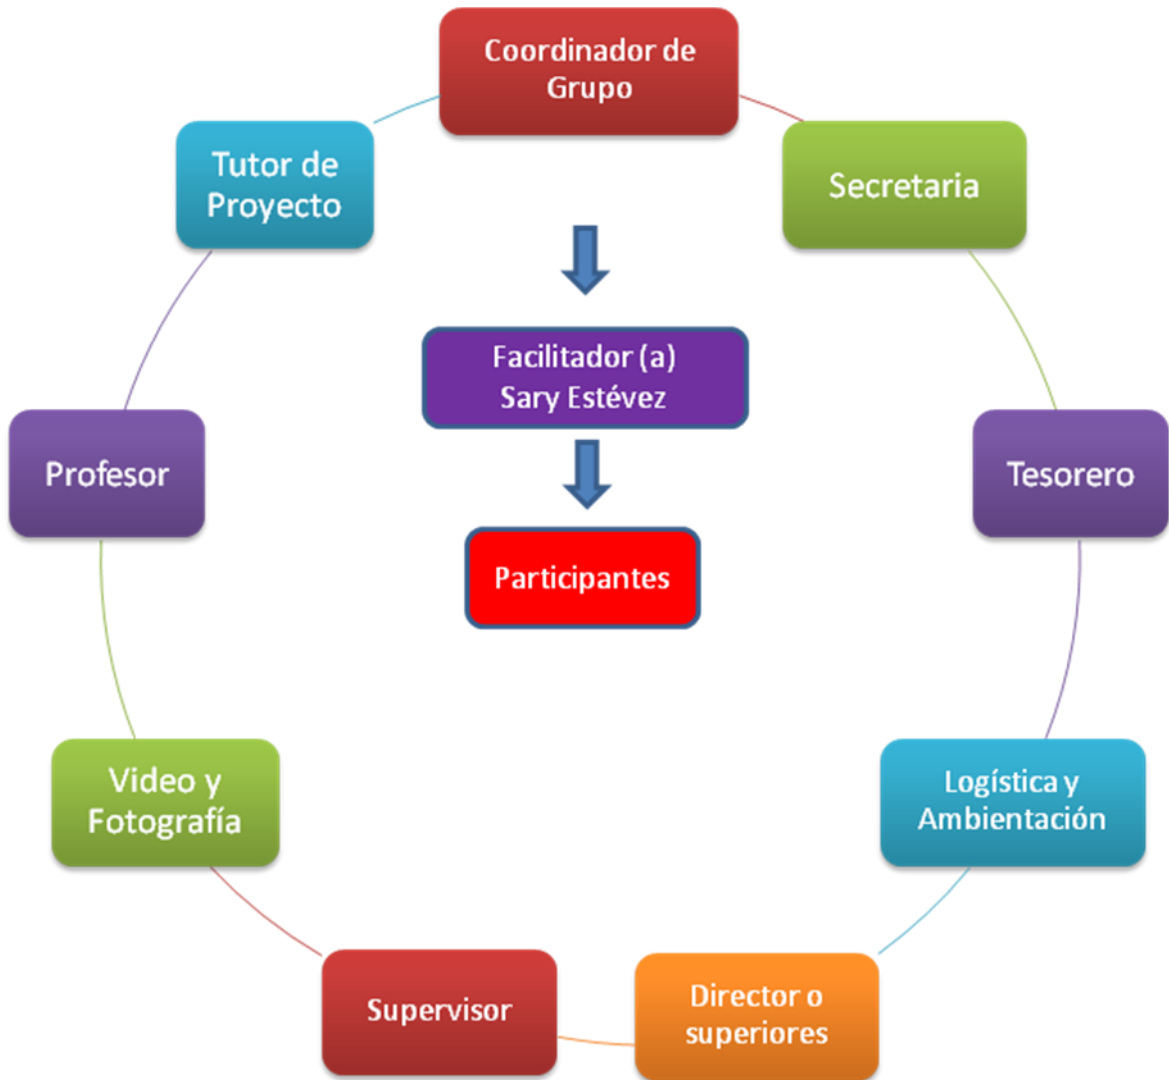 Coordinador de
Grupo
Tutor de
Proyecto
Secretaria
Facilitador (a)
Sary Estévez
Profesor
Tesorero
Participantes
Video y
Fotografía
Logística y
Ambientación
Supervisor
Director o
superiores